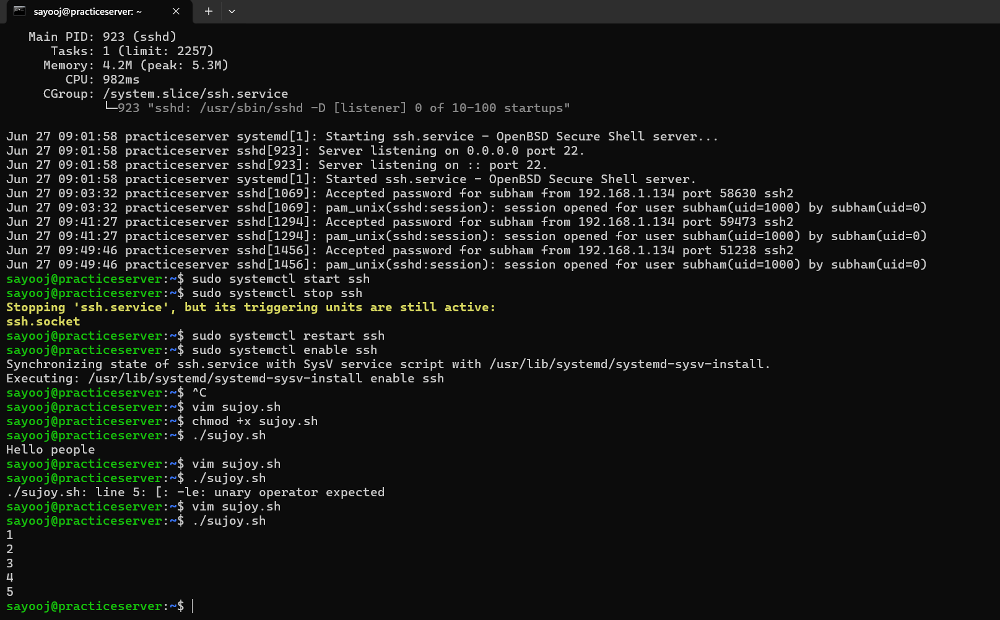 sayooj@practiceserver: ~
Main PID: 923 (sshd)
Tasks: 1 (limit: 2257)
Memory: 4.2M (peak: 5.3M)
CPU: 982ms
CGroup: /system.slice/ssh.service
└─923 "sshd: /usr/sbin/sshd -D [listener] 0 of 10-100 startups"
Jun 27 09:01:58 practiceserver systemd[1]: Starting ssh.service - OpenBSD Secure Shell server...
Jun 27 09:01:58 practiceserver sshd[923]: Server listening on 0.0.0.0 port 22.
Jun 27 09:01:58 practiceserver sshd[923]: Server listening on :: port 22.
Jun 27 09:01:58 practiceserver systemd[1]: Started ssh.service - OpenBSD Secure Shell server.
Jun 27 09:03:32 practiceserver sshd[1069]: Accepted password for subham from 192.168.1.134 port 58630 ssh2
Jun 27 09:03:32 practiceserver sshd[1069]: pam_unix(sshd:session): session opened for user subham(uid=1000) by subham(uid=0)
Jun 27 09:41:27 practiceserver sshd[1294]: Accepted password for subham from 192.168.1.134 port 59473 ssh2
Jun 27 09:41:27 practiceserver sshd[1294]: pam_unix(sshd:session): session opened for user subham(uid=1000) by subham(uid=0)
Jun 27 09:49:46 practiceserver sshd[1456]: Accepted password for subham from 192.168.1.134 port 51238 ssh2
Jun 27 09:49:46 practiceserver sshd[1456]: pam_unix(sshd:session): session opened for user subham(uid=1000) by subham(uid=0)
sayooj@practiceserver:~$ sudo systemctl start ssh
sayooj@practiceserver:~$ sudo systemctl stop ssh
Stopping 'ssh.service', but its triggering units are still active:
ssh.socket
sayooj@practiceserver:~$ sudo systemctl restart ssh
sayooj@practiceserver:~$ sudo systemctl enable ssh
Synchronizing state of ssh.service with SysV service script with /usr/lib/systemd/systemd-sysv-install.
Executing: /usr/lib/systemd/systemd-sysv-install enable ssh
sayooj@practiceserver:~$ ^C
sayooj@practiceserver:~$ vim sujoy.sh
sayooj@practiceserver:~$ chmod +x sujoy.sh
sayooj@practiceserver:~$ ./sujoy.sh
Hello people
sayooj@practiceserver:~$ vim sujoy.sh
sayooj@practiceserver:~$ ./sujoy.sh
./sujoy.sh: line 5: [: -le: unary operator expected
sayooj@practiceserver:~$ vim sujoy.sh
sayooj@practiceserver:~$ ./sujoy.sh
1
2
3
4
5
sayooj@practiceserver:~$